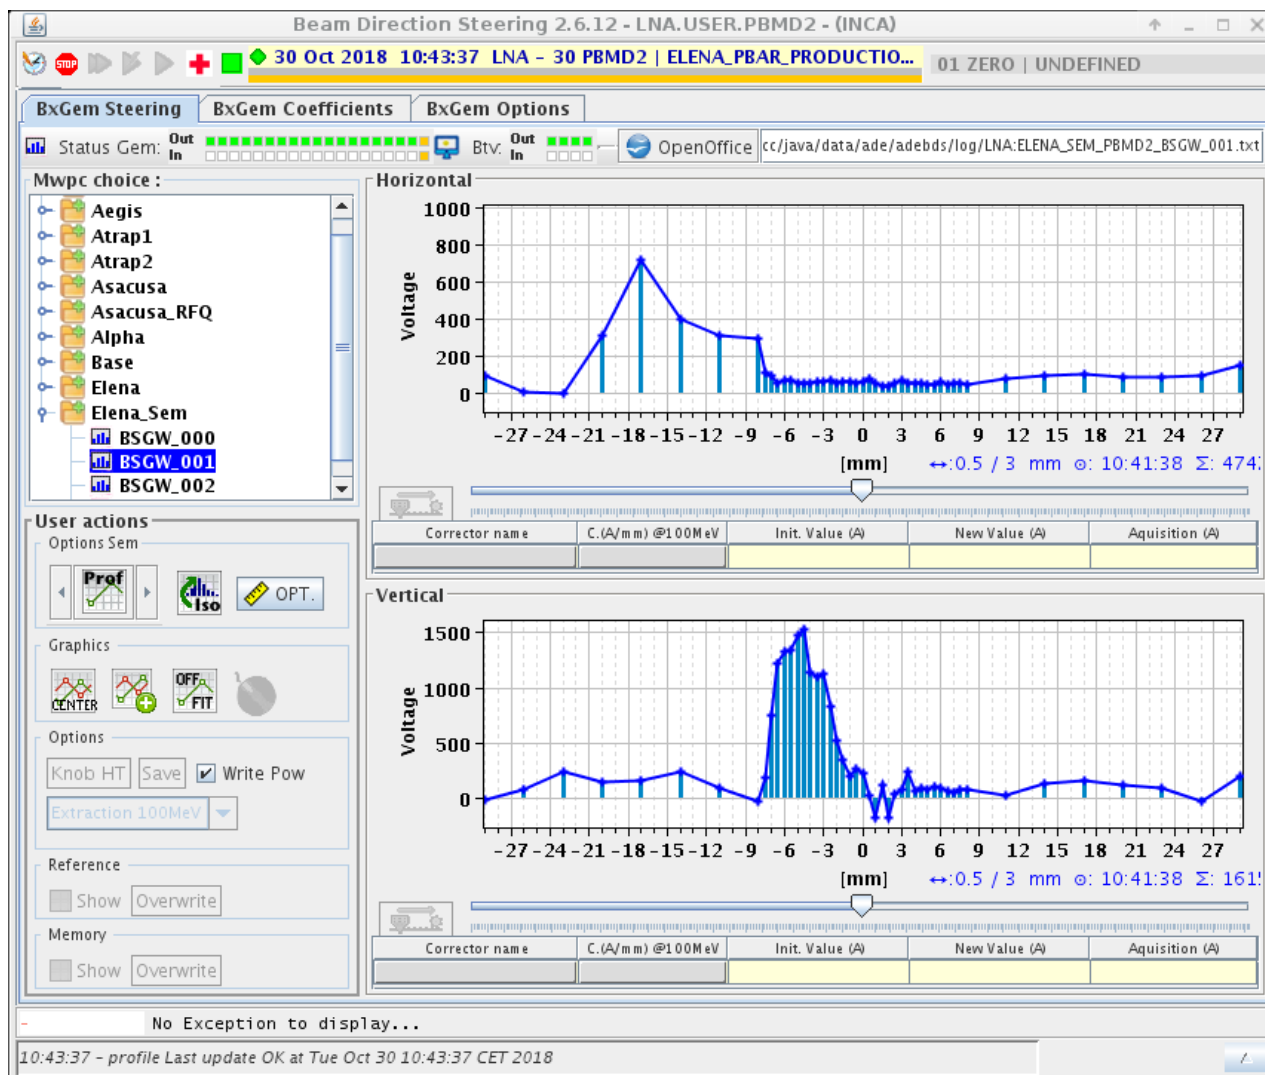 Beam Direction Steering 2.6.12 - LNA.USER.PBMD2 - (INCA)
STOP
30 Oct 2018 10:43:37 LNA - 30 PBMD2 | ELENA_PBAR_PRODUCTIO...
01 ZERO | UNDEFINED
BxGem Steering
BxGem Coefficients
BxGem Options
Status Gem: Out
In
Btv: Out
In
OpenOffice
cc/java/data/ade/adebds/log/LNA:ELENA_SEM_PBMD2_BSGW_001.txt
Mwpc choice :
Aegis
Atrap1
Atrap2
Asacusa
Asacusa_RFQ
Alpha
Base
Elena
Elena_Sem
BSGW_000
BSGW_001
BSGW_002
User actions
Options Sem
Prof
Iso
OPT.
Graphics
CENTER
OFF
FIT
Options
Knob HT
Save
Write Pow
Extraction 100MeV
Reference
Show
Overwrite
Memory
Show
Overwrite
Horizontal
1000
800
600
400
200
0
Voltage
-27 -24 -21 -18 -15 -12 -9 -6 -3 0 3 6 9 12 15 18 21 24 27
[mm]
↔:0.5 / 3 mm ⊙: 10:41:38 Σ: 474
Corrector name
C.(A/mm) @100MeV
Init. Value (A)
New Value (A)
Aquisition (A)
Vertical
1500
1000
500
0
Voltage
-27 -24 -21 -18 -15 -12 -9 -6 -3 0 3 6 9 12 15 18 21 24 27
[mm]
↔:0.5 / 3 mm ⊙: 10:41:38 Σ: 161
Corrector name
C.(A/mm) @100MeV
Init. Value (A)
New Value (A)
Aquisition (A)
- No Exception to display...
10:43:37 - profile Last update OK at Tue Oct 30 10:43:37 CET 2018